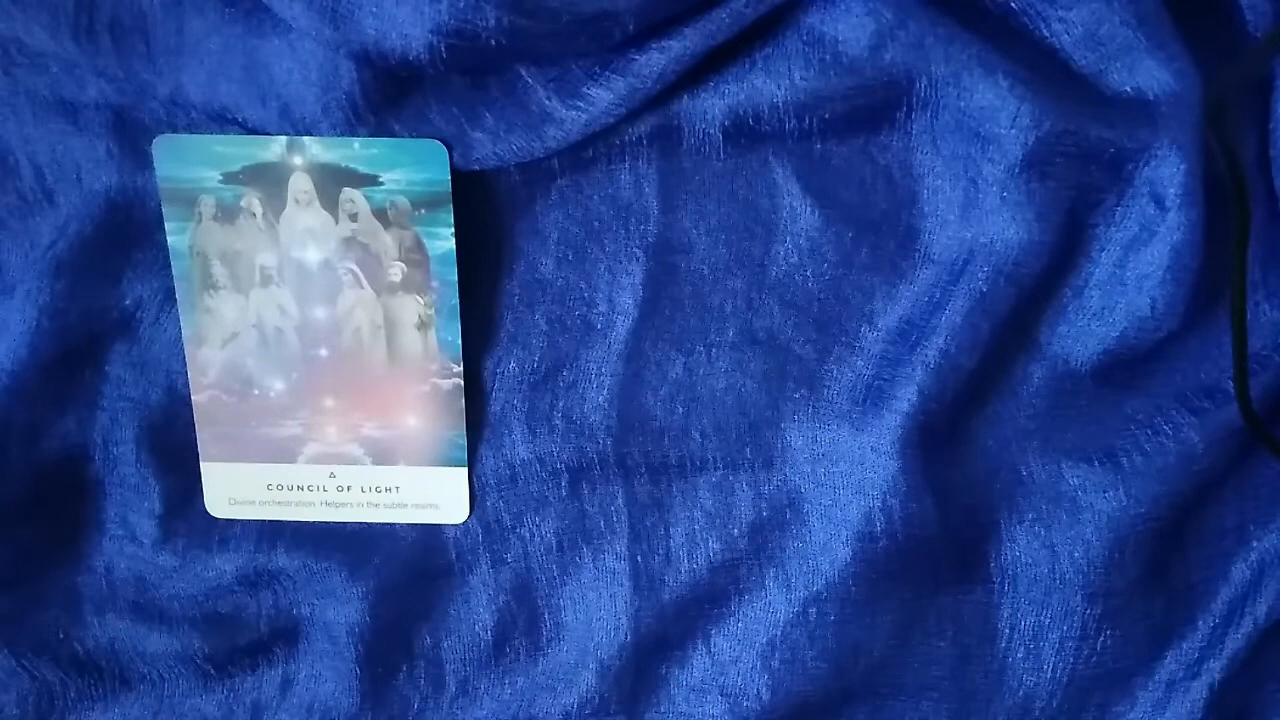 COUNCIL OF LIGHT
Divine orchestration. Helpers in the subtle realms.